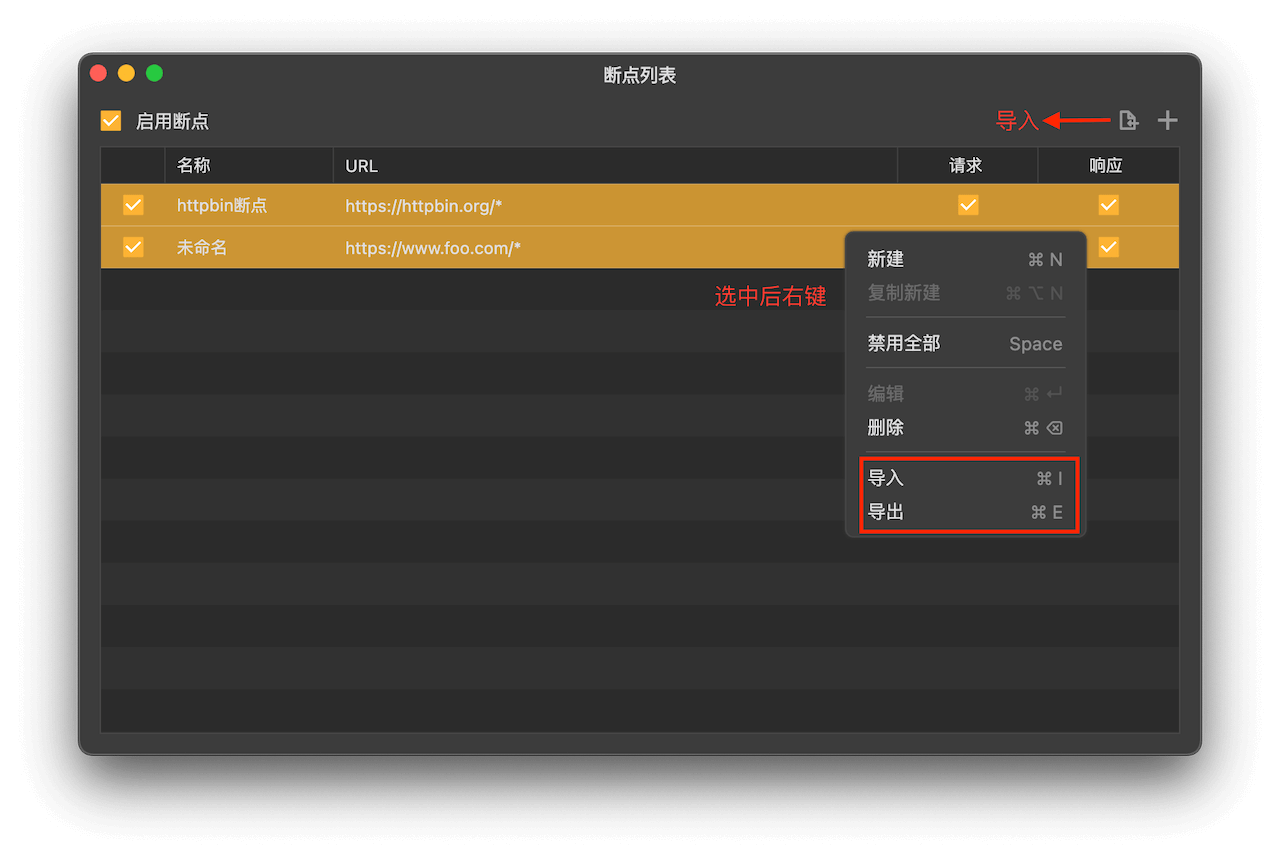 断点列表
启用断点
导入
名称 URL 请求 响应
httpbin断点 https://httpbin.org/*
未命名 https://www.foo.com/*
选中后右键
新建 ⌘ N
复制新建 ⌘ ⌥ N
禁用全部 Space
编辑 ⌘ ↩
删除 ⌘ ⌫
导入 ⌘ I
导出 ⌘ E